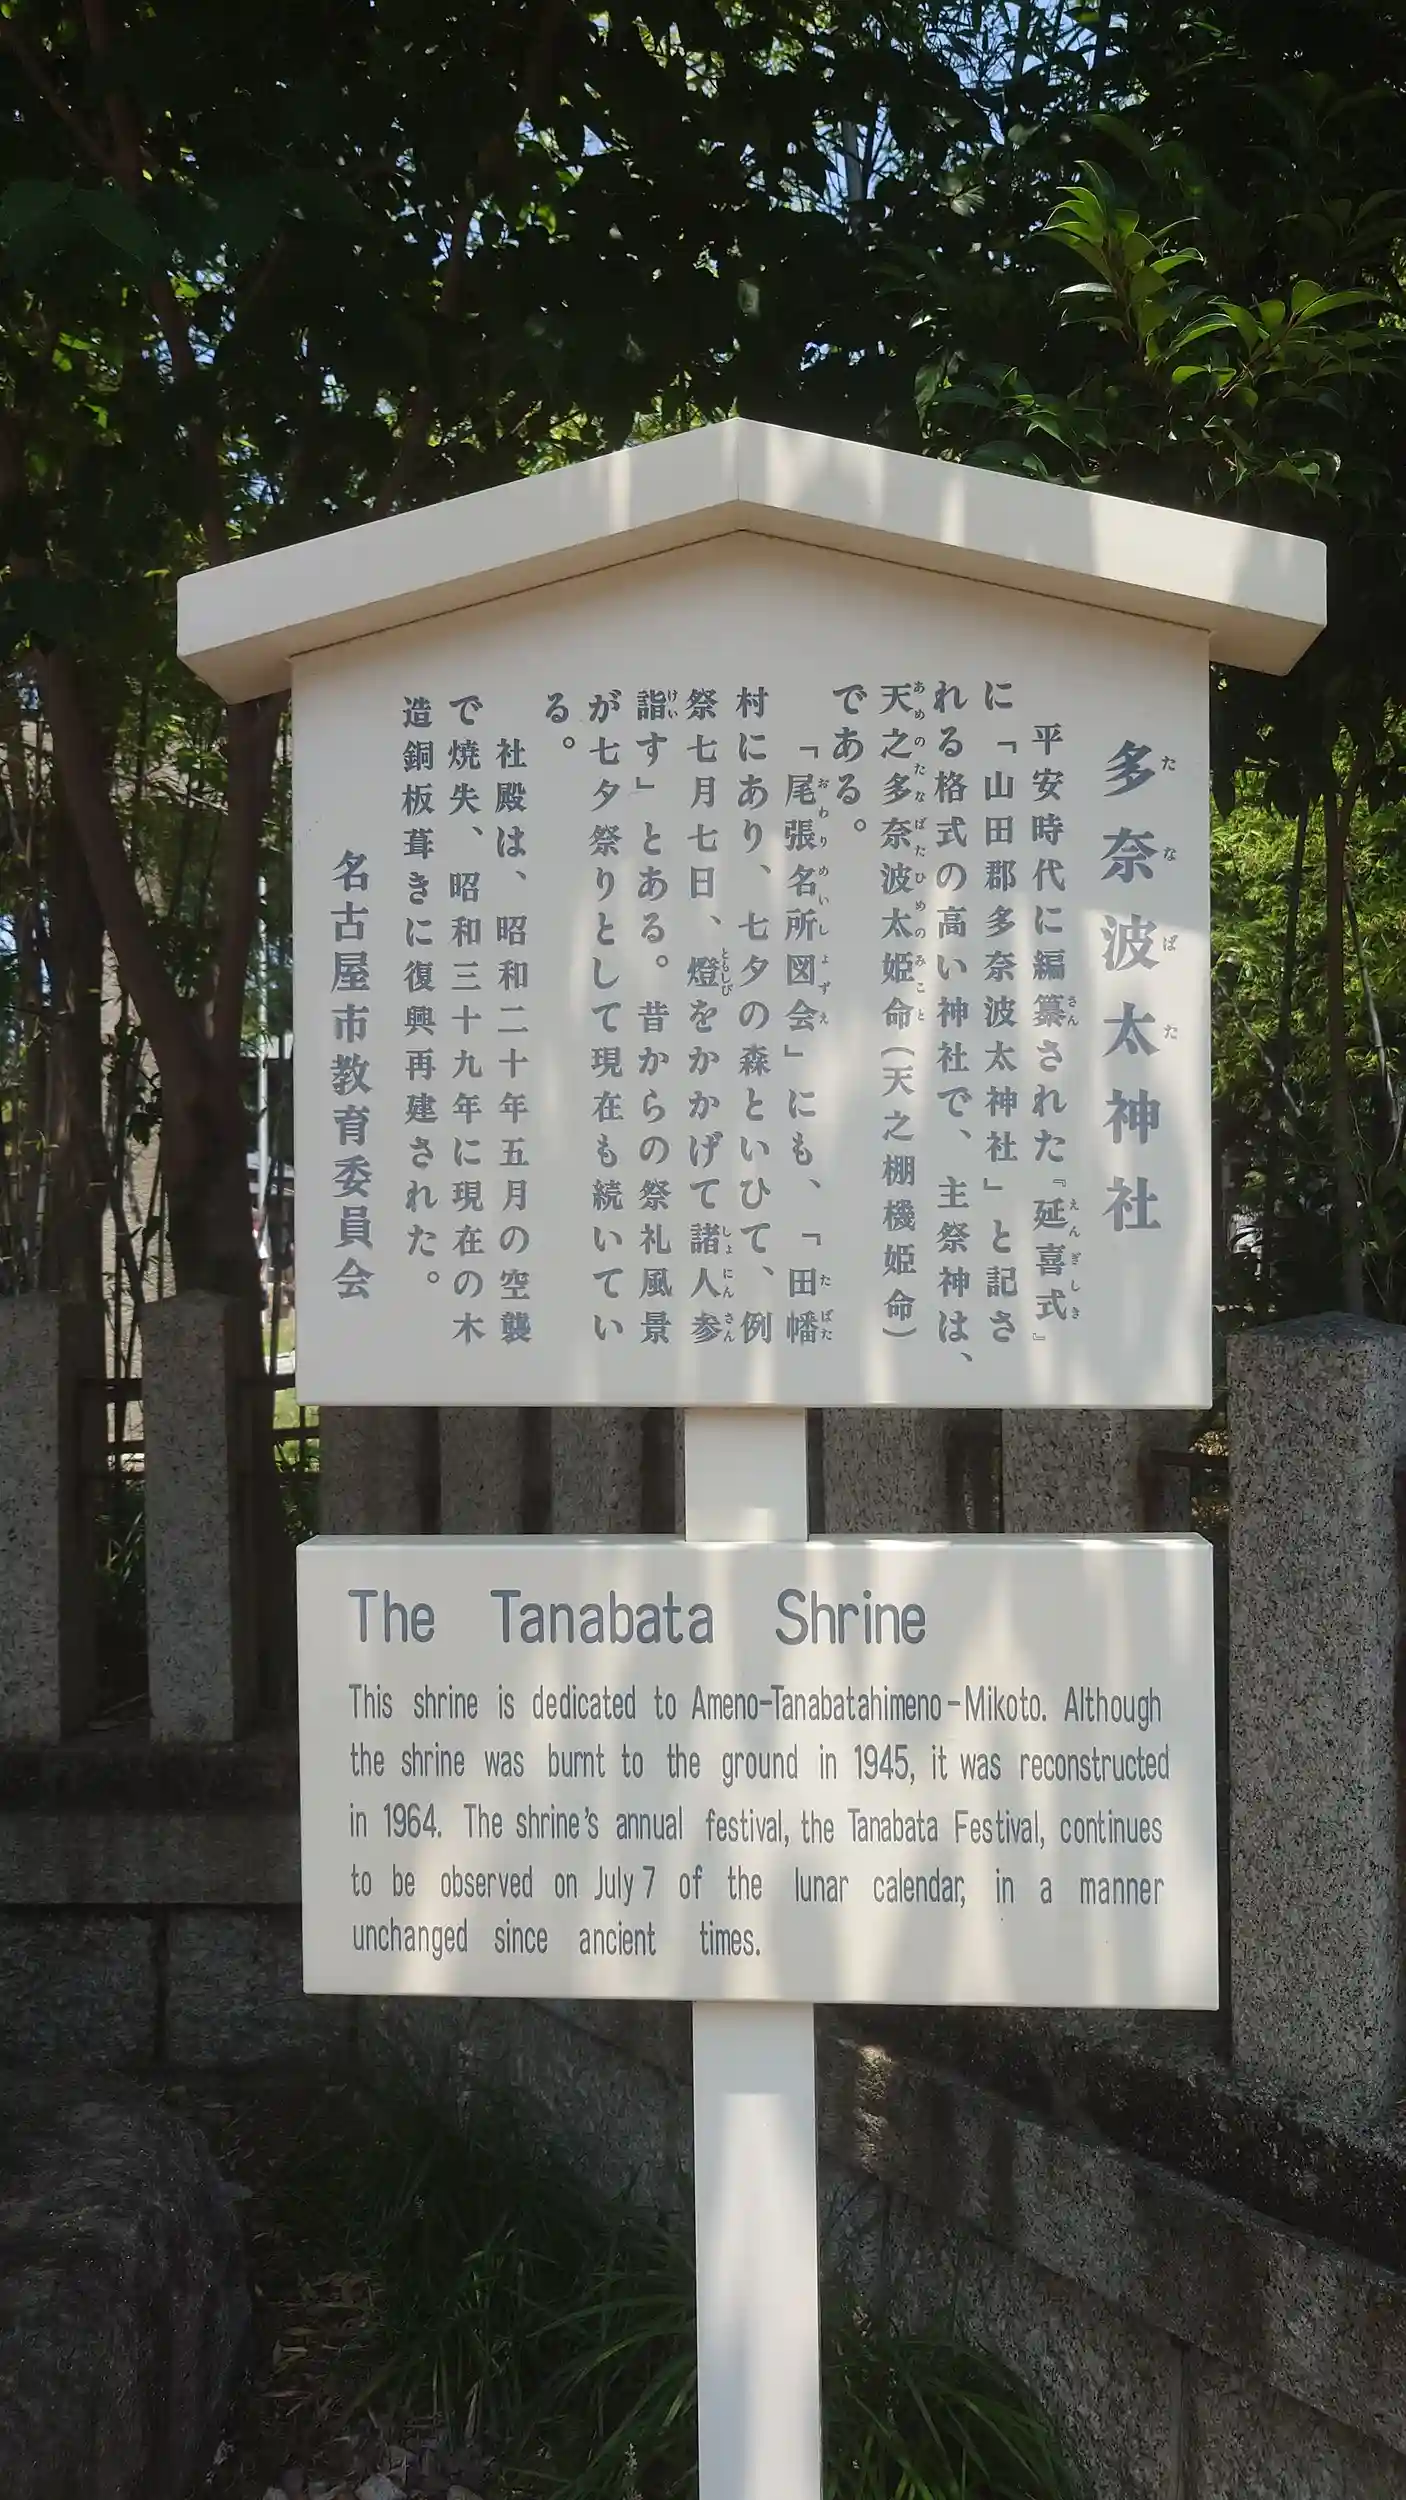 多奈波太神社
平安時代に編纂された『延喜式』
に「山田郡多奈波太神社」と記さ
れる格式の高い神社で、主祭神は、
天之多奈波太姫命（天之棚機姫命）
である。
「尾張名所図会」にも、「田幡
村にあり、七夕の森といひて、例
祭七月七日、燈をかかげて諸人参
詣す」とある。昔からの祭礼風景
が七夕祭りとして現在も続いてい
る。
社殿は、昭和二十年五月の空襲
で焼失、昭和三十九年に現在の木
造銅板葺きに復興再建された。
名古屋市教育委員会
The Tanabata Shrine
This shrine is dedicated to Ameno-Tanabatahimeno-Mikoto. Although
the shrine was burnt to the ground in 1945, it was reconstructed
in 1964. The shrine's annual festival, the Tanabata Festival, continues
to be observed on July 7 of the lunar calendar, in a manner
unchanged since ancient times.